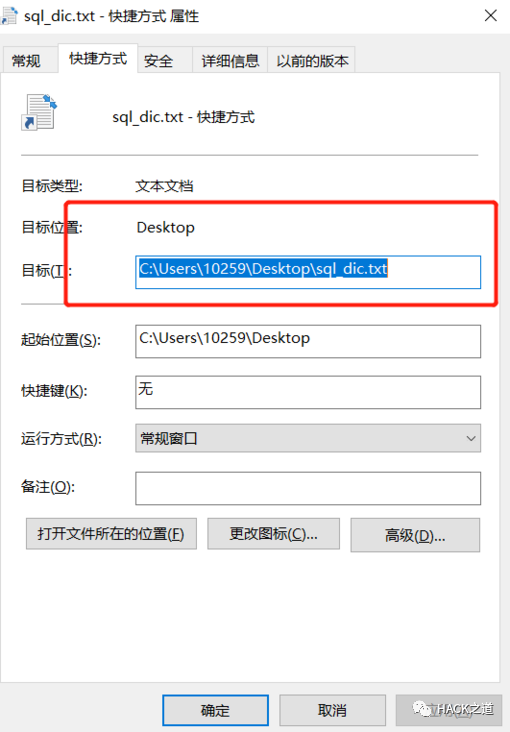 sql_dic.txt - 快捷方式 属性
常规 快捷方式 安全 详细信息 以前的版本
sql_dic.txt - 快捷方式
目标类型: 文本文档
目标位置: Desktop
目标(T): C:\Users\10259\Desktop\sql_dic.txt
起始位置(S): C:\Users\10259\Desktop
快捷键(K): 无
运行方式(R): 常规窗口
备注(O):
打开文件所在的位置(F) 更改图标(C)... 高级(D)...
确定 取消
HACK之道